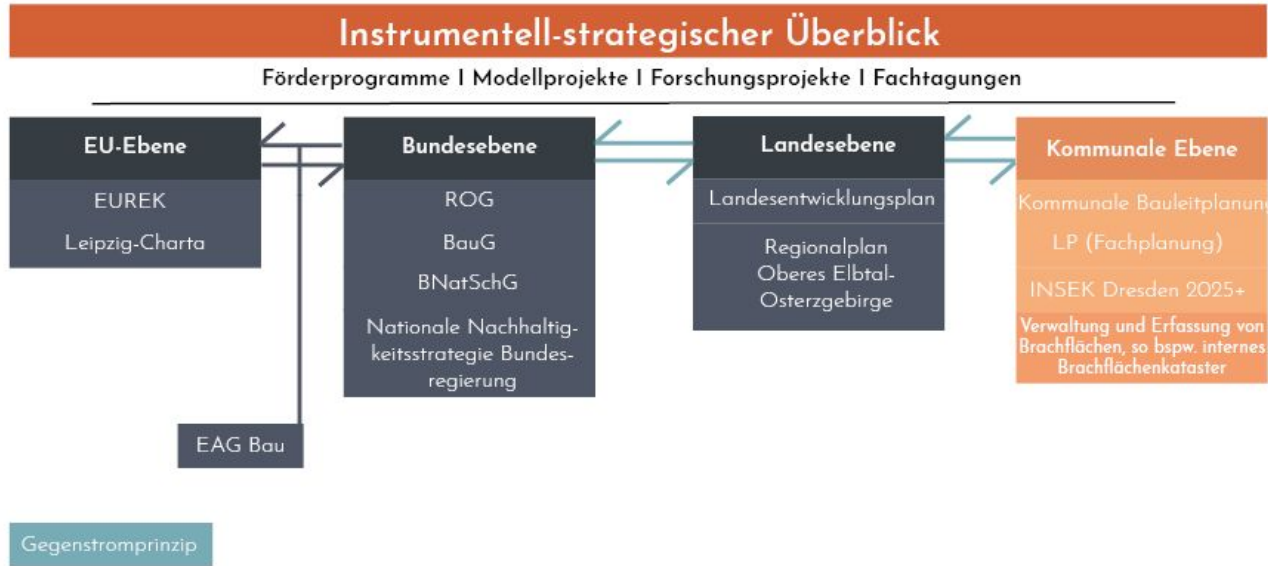 Instrumentell-strategischer Überblick
Förderprogramme I Modellprojekte I Forschungsprojekte I Fachtagungen
EU-Ebene
EUREK
Leipzig-Charta
Bundesebene
ROG
BauG
BNatSchG
Nationale Nachhaltig-
keitsstrategie Bundes-
regierung
Landesebene
Landesentwicklungsplan
Regionalplan
Oberes Elbtal-
Osterzgebirge
Kommunale Ebene
Kommunale Bauleitplanung
LP (Fachplanung)
INSEK Dresden 2025+
Verwaltung und Erfassung von
Brachflächen, so bspw. internes
Brachflächenkataster
EAG Bau
Gegenstromprinzip